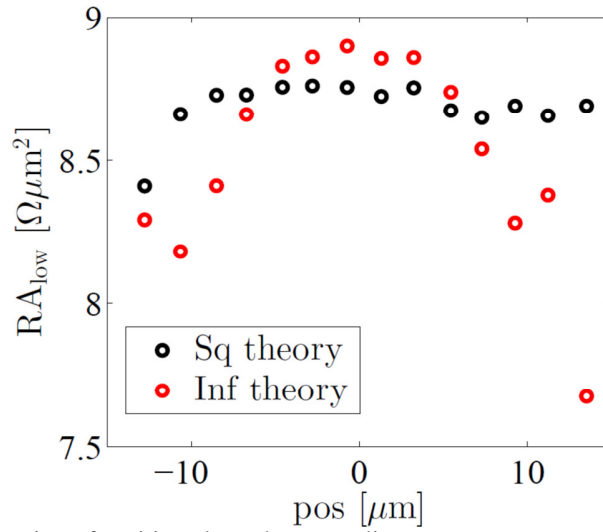 9
8.5
8
7.5
RA_low [Ωµm²]
Sq theory
Inf theory
−10 0 10
pos [µm]